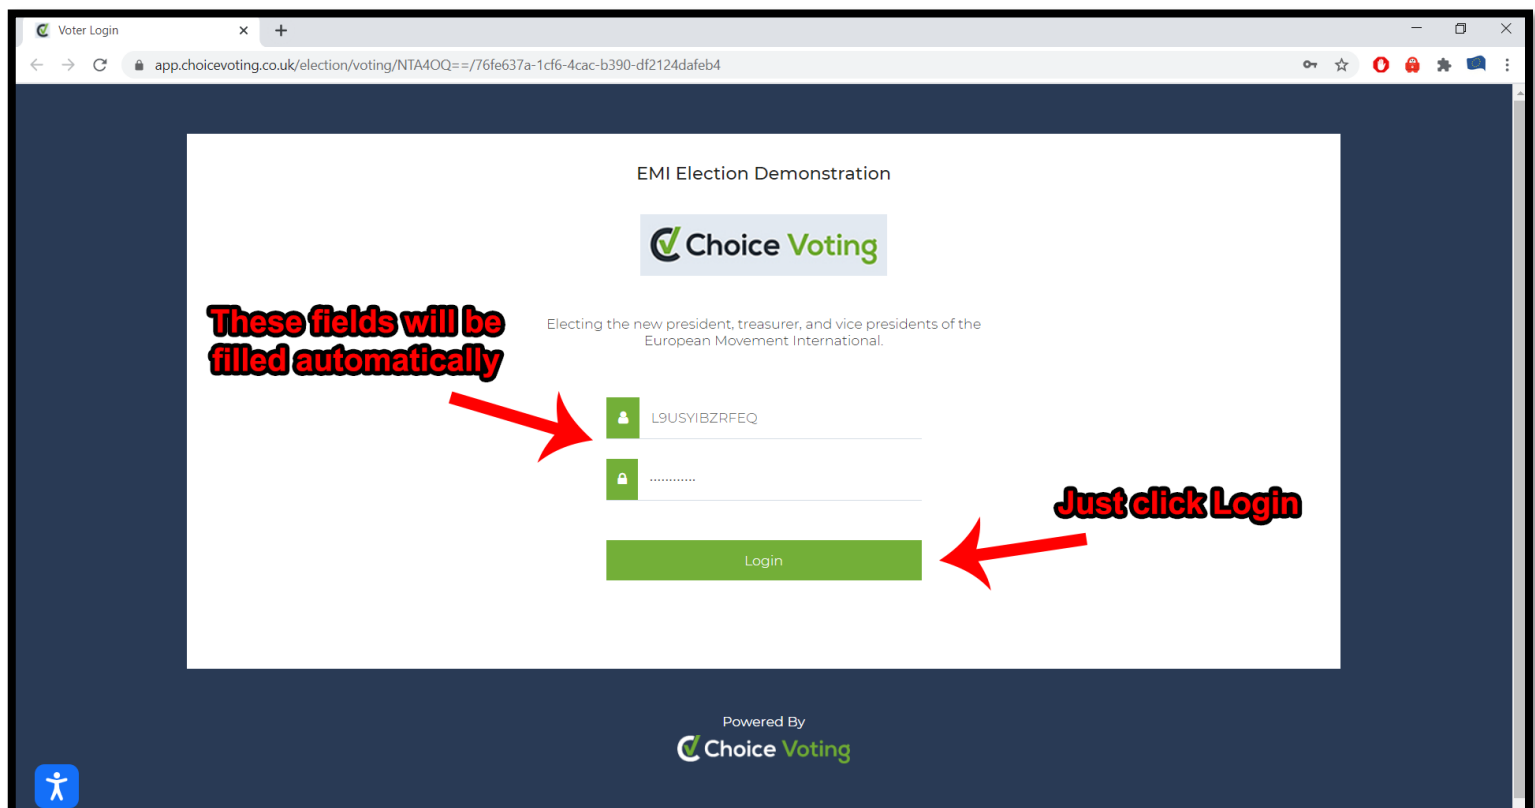 Voter Login
app.choicevoting.co.uk/election/voting/NTA4OQ==/76fe637a-1cf6-4cac-b390-df2124dafeb4
EMI Election Demonstration
Choice Voting
These fields will be
filled automatically
Electing the new president, treasurer, and vice presidents of the
European Movement International.
L9USYIBZRFEQ
............
Just click Login
Login
Powered By
Choice Voting